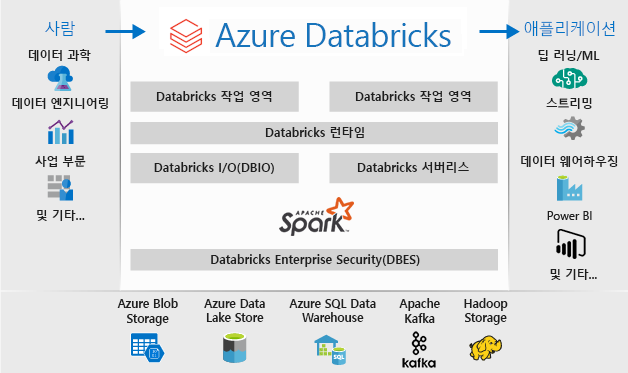 사람
Azure Databricks
애플리케이션
데이터 과학
데이터 엔지니어링
사업 부문
및 기타...
Databricks 작업 영역
Databricks 작업 영역
Databricks 런타임
Databricks I/O(DBIO)
Databricks 서버리스
APACHE
Spark™
Databricks Enterprise Security(DBES)
딥 러닝/ML
스트리밍
데이터 웨어하우징
Power BI
및 기타...
Azure Blob
Storage
Azure Data
Lake Store
Azure SQL Data
Warehouse
SQL
Apache
Kafka
kafka
Hadoop
Storage